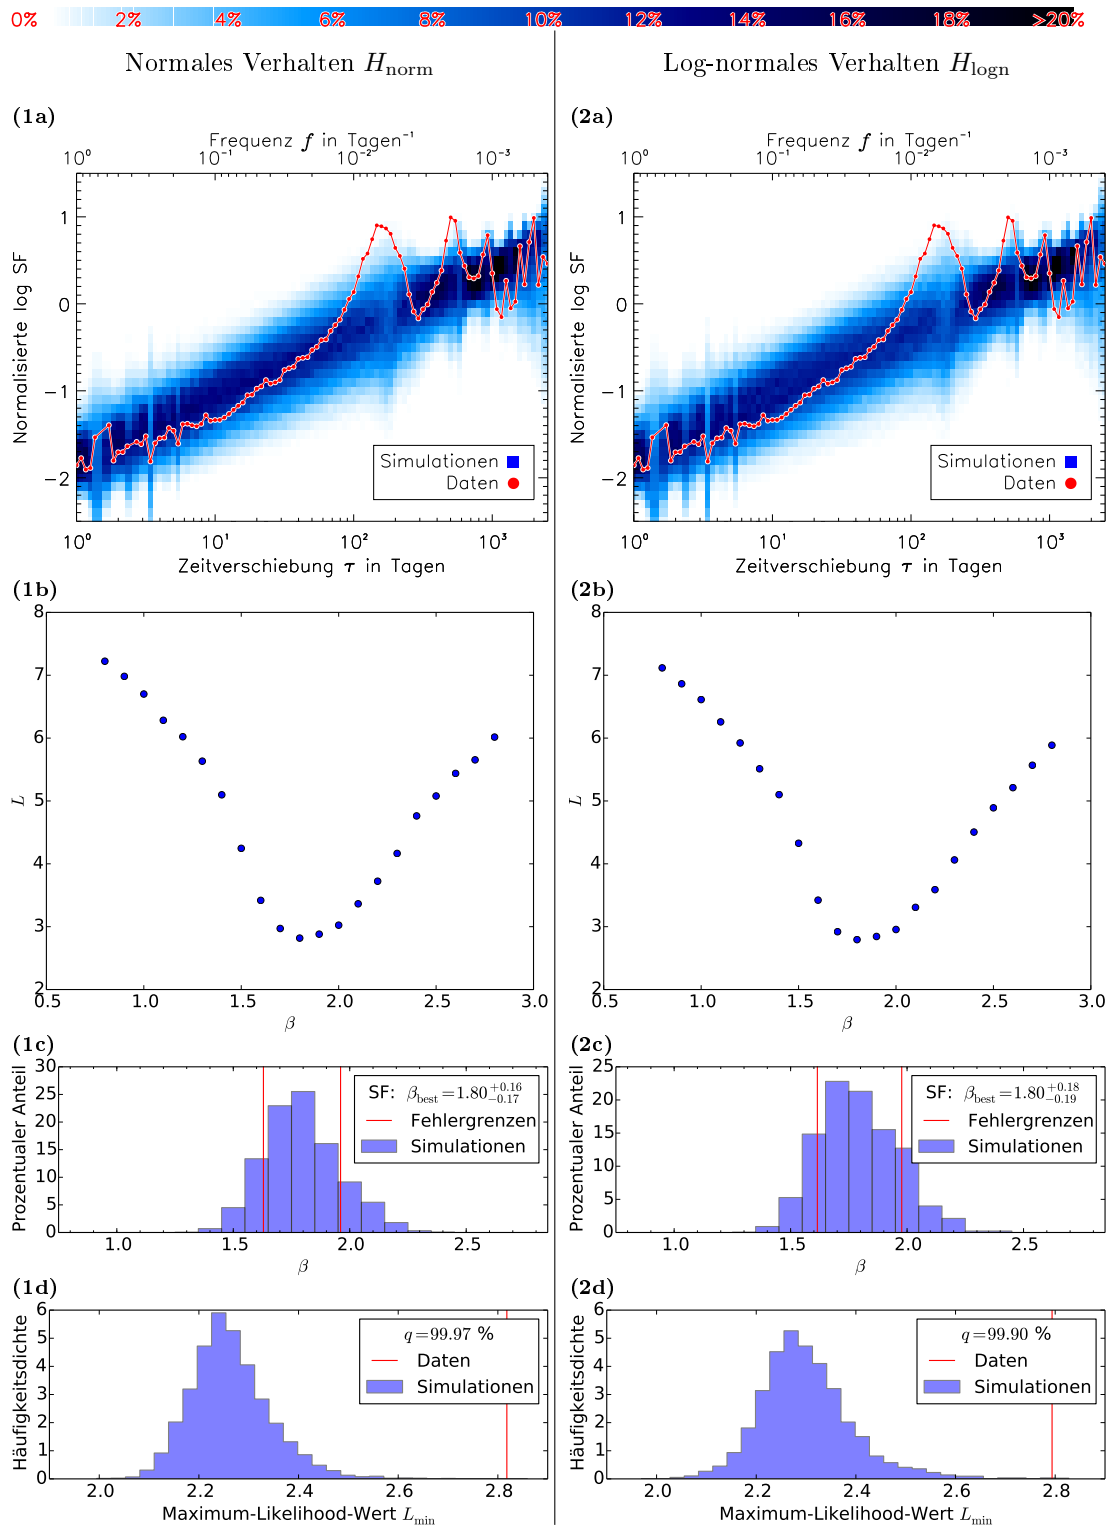 0% 2% 4% 6% 8% 10% 12% 14% 16% 18% >20%
Normales Verhalten H_norm
Log-normales Verhalten H_logn
(1a)
Frequenz f in Tagen⁻¹
10⁰ 10⁻¹ 10⁻² 10⁻³
Normalisierte log SF
1
0
−1
−2
Simulationen
Daten
10⁰ 10¹ 10² 10³
Zeitverschiebung τ in Tagen
(2a)
Frequenz f in Tagen⁻¹
10⁰ 10⁻¹ 10⁻² 10⁻³
Normalisierte log SF
1
0
−1
−2
Simulationen
Daten
10⁰ 10¹ 10² 10³
Zeitverschiebung τ in Tagen
(1b)
8
7
6
5
4
3
2
L
0.5 1.0 1.5 2.0 2.5 3.0
β
(2b)
8
7
6
5
4
3
2
L
0.5 1.0 1.5 2.0 2.5 3.0
β
(1c)
Prozentualer Anteil
30
25
20
15
10
5
0
SF: β_best = 1.80 +0.16 −0.17
Fehlergrenzen
Simulationen
1.0 1.5 2.0 2.5
β
(2c)
Prozentualer Anteil
25
20
15
10
5
0
SF: β_best = 1.80 +0.18 −0.19
Fehlergrenzen
Simulationen
1.0 1.5 2.0 2.5
β
(1d)
Häufigkeitsdichte
6
5
4
3
2
1
0
q = 99.97 %
Daten
Simulationen
2.0 2.2 2.4 2.6 2.8
Maximum-Likelihood-Wert L_min
(2d)
Häufigkeitsdichte
6
5
4
3
2
1
0
q = 99.90 %
Daten
Simulationen
2.0 2.2 2.4 2.6 2.8
Maximum-Likelihood-Wert L_min